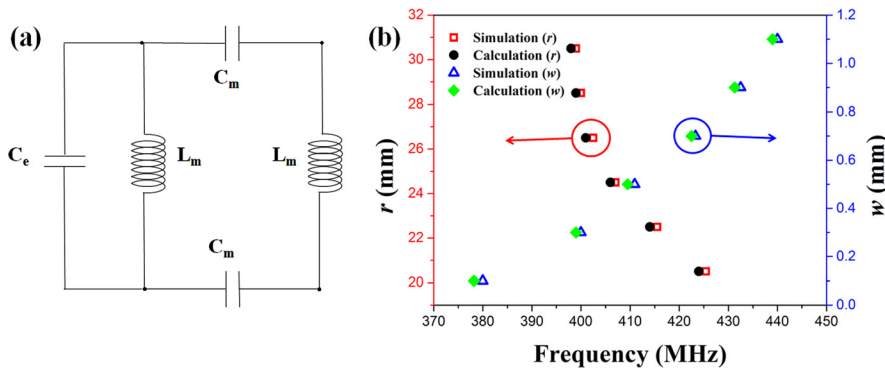 (a)
C_m
C_e
L_m
L_m
C_m
(b)
Simulation (r)
Calculation (r)
Simulation (w)
Calculation (w)
32
30
28
26
24
22
20
r (mm)
1.2
1.0
0.8
0.6
0.4
0.2
0.0
w (mm)
370 380 390 400 410 420 430 440 450
Frequency (MHz)